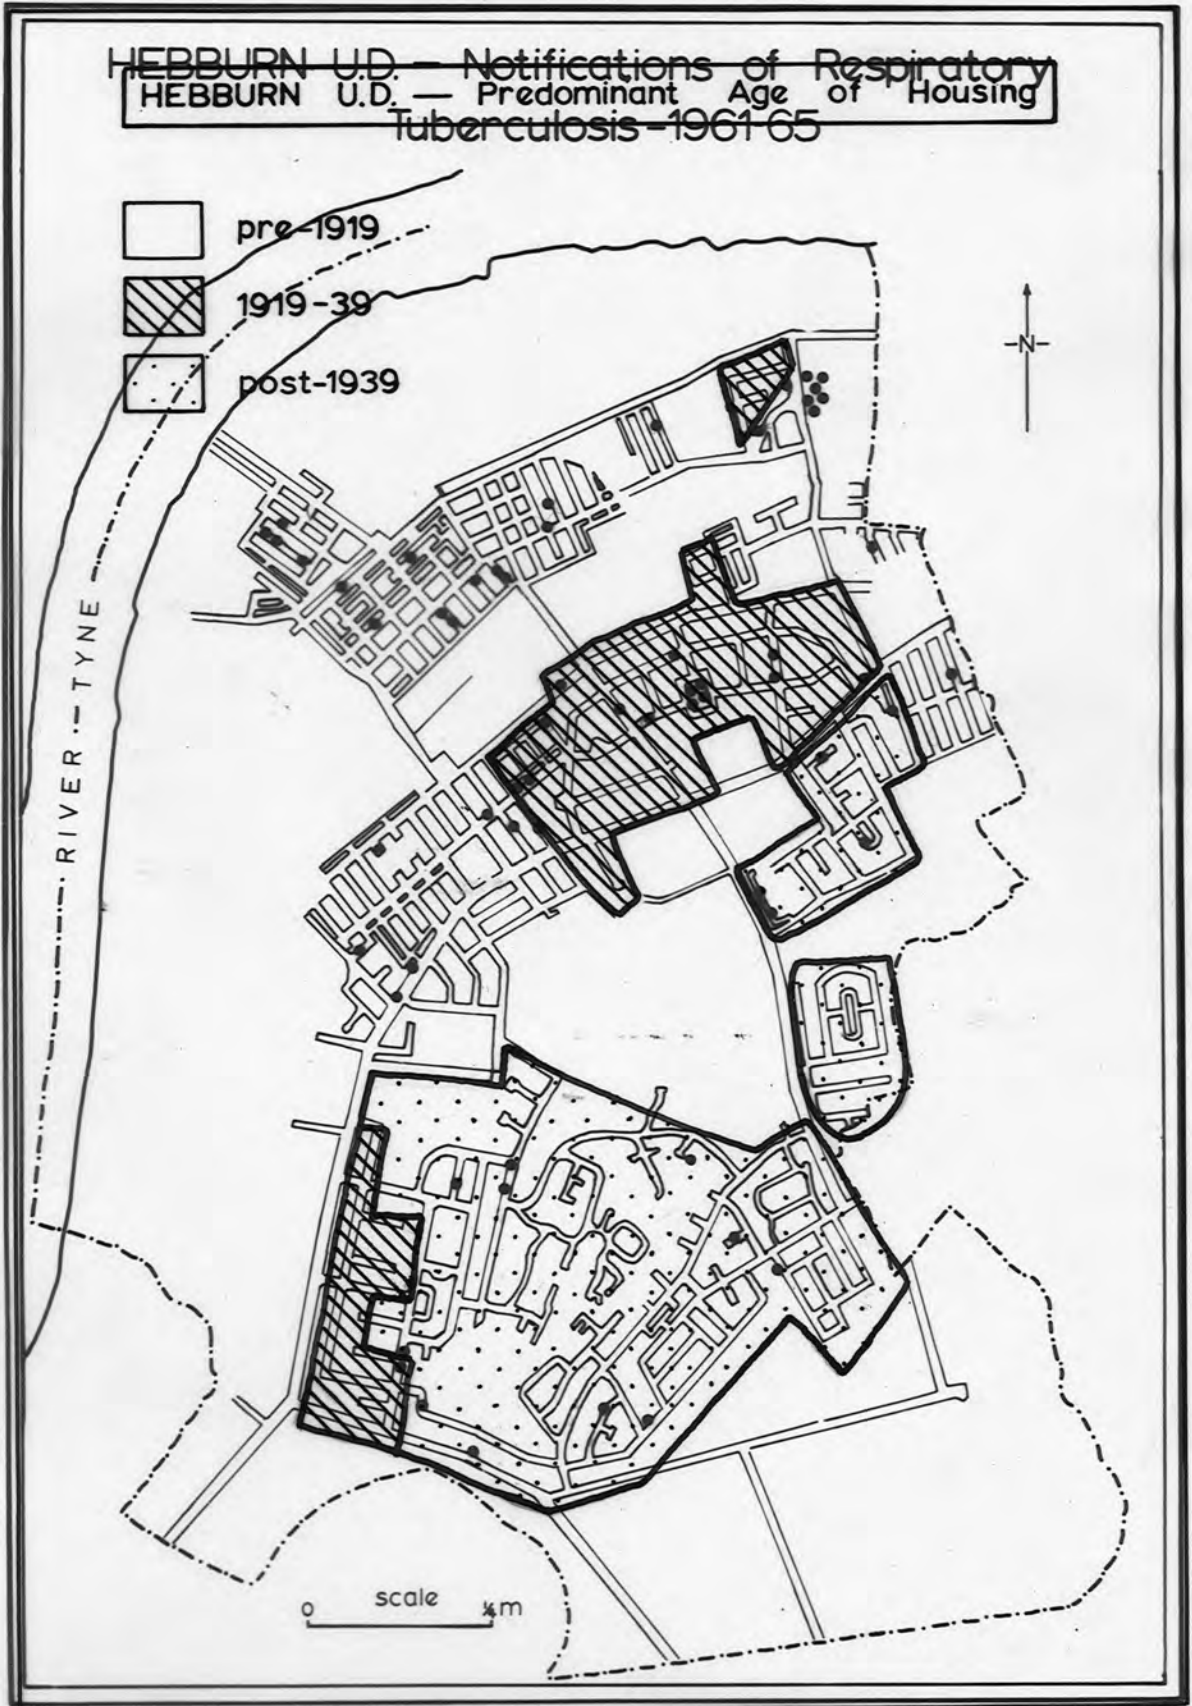 HEBBURN U.D. — Notifications of Respiratory
HEBBURN U.D. — Predominant Age of Housing
Tuberculosis - 1961-65
pre-1919
1919-39
post-1939
N
RIVER TYNE
scale
0 ¼m